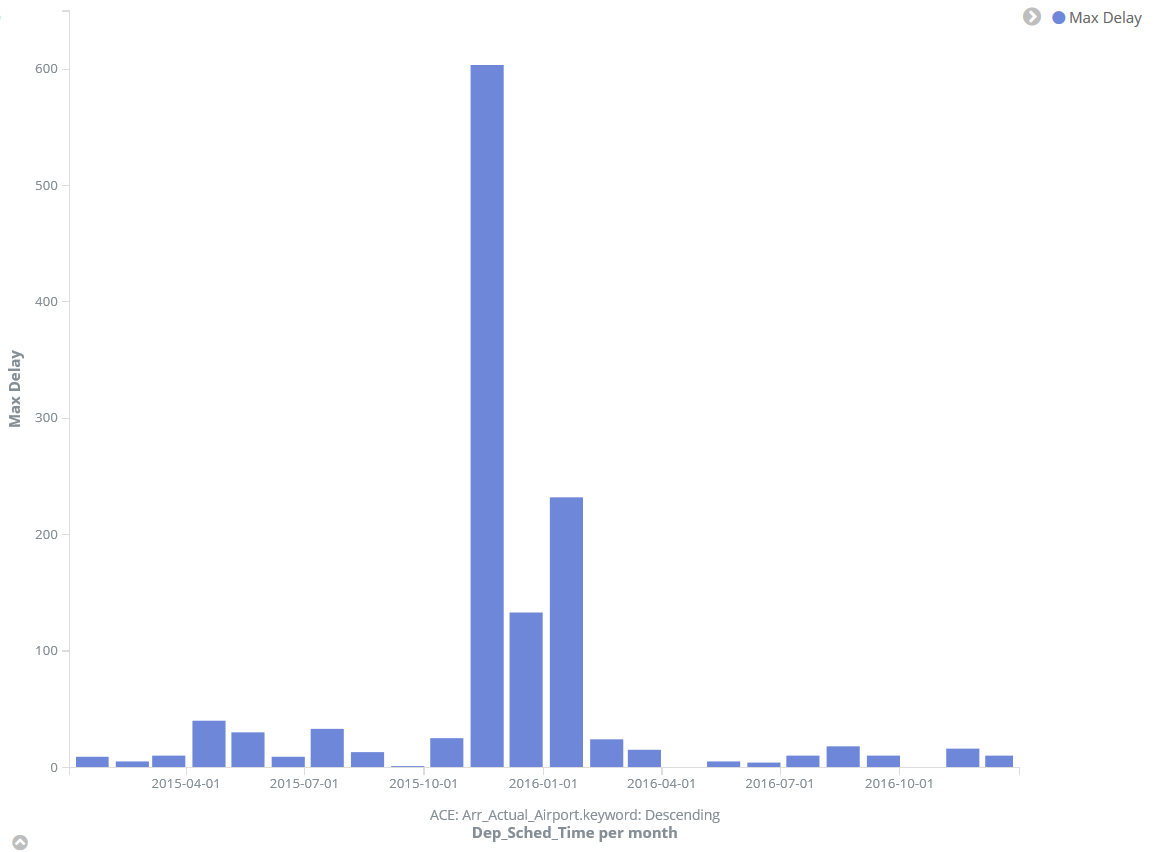 Max Delay
600
500
400
300
200
100
0
Max Delay
2015-04-01 2015-07-01 2015-10-01 2016-01-01 2016-04-01 2016-07-01 2016-10-01
ACE: Arr_Actual_Airport.keyword: Descending
Dep_Sched_Time per month